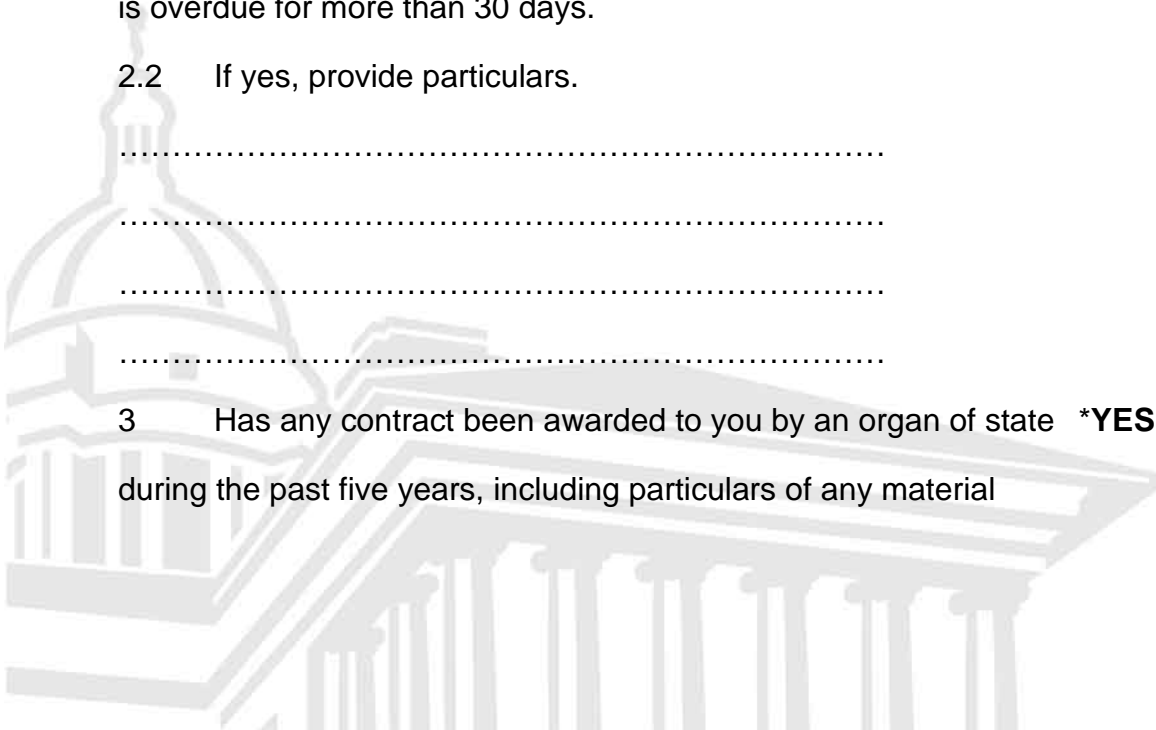 is overdue for more than 30 days.
2.2 If yes, provide particulars.
……………………………………………………………
……………………………………………………………
……………………………………………………………
……………………………………………………………
3 Has any contract been awarded to you by an organ of state *YES
during the past five years, including particulars of any material